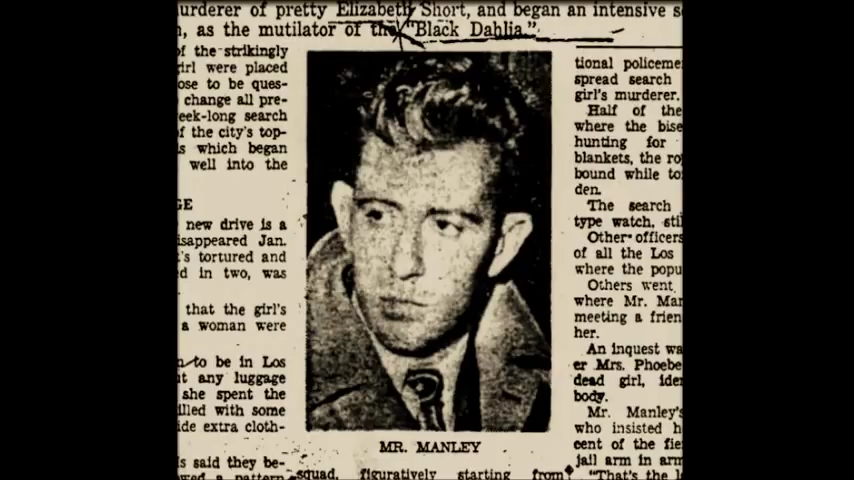 urder of pretty Elizabeth Short, and began an intensive s
, as the mutilator of the "Black Dahlia."
of the strikingly
girl were placed
ose to be ques-
change all pre-
eek-long search
of the city's top-
s which began
well into the
GE
new drive is a
isappeared Jan.
's tortured and
ed in two, was
that the girl's
a woman were
to be in Los
t any luggage
she spent the
illed with some
ide extra cloth-
s said they be-
wed a pattern
MR. MANLEY
squad, figuratively starting from
tional policeme
spread search
girl's murderer.
Half of the
where the bise
hunting for
blankets, the ro
bound while to
den.
The search
type watch, sti
Other officers
of all the Los
where the popu
Others went
where Mr. Mar
meeting a frien
her.
An inquest wa
er Mrs. Phoebe
dead girl, iden
body.
Mr. Manley's
who insisted h
cent of the fie
jail arm in arm
"That's the l